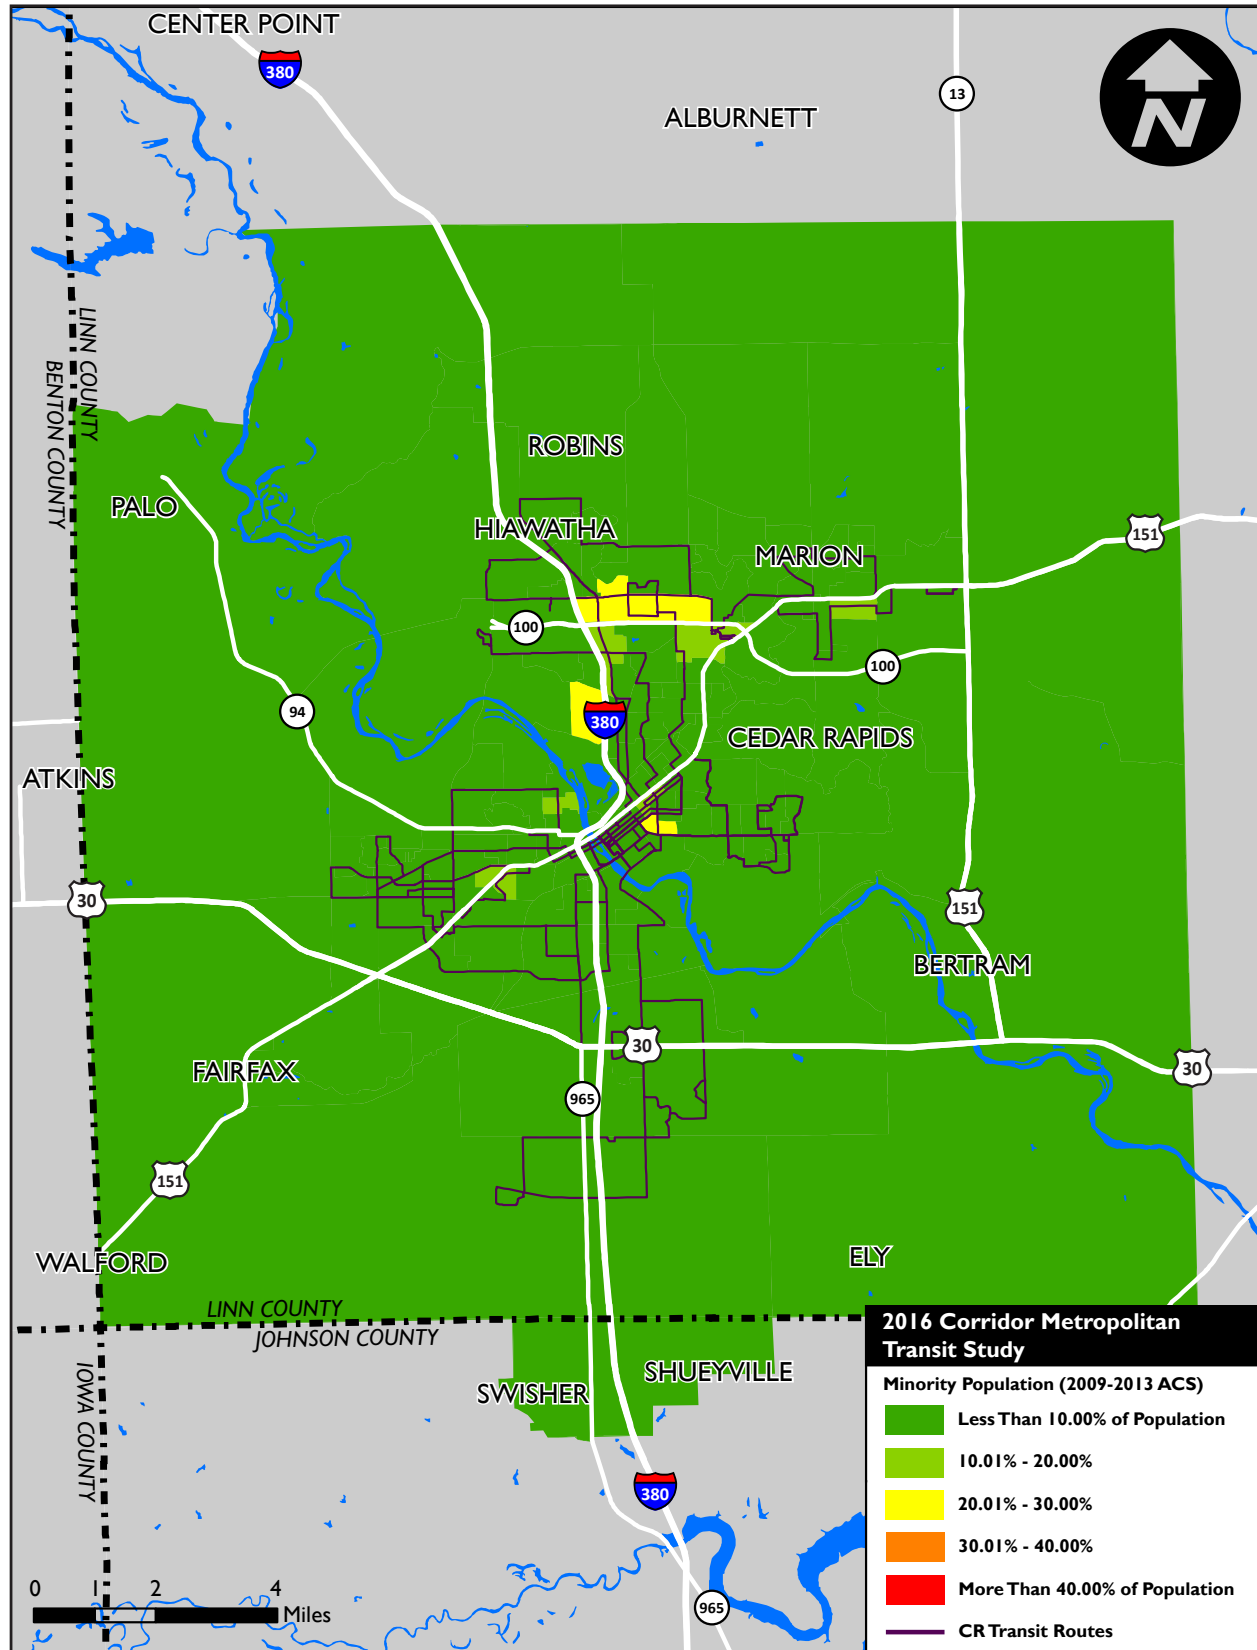 CENTER POINT
380
13
ALBURNETT
N
LINN COUNTY
BENTON COUNTY
ROBINS
PALO
HIAWATHA
MARION
151
100
100
94
380
CEDAR RAPIDS
ATKINS
30
151
BERTRAM
30
FAIRFAX
30
965
151
WALFORD
ELY
LINN COUNTY
JOHNSON COUNTY
IOWA COUNTY
SWISHER
SHUEYVILLE
380
965
0 1 2 4
Miles
2016 Corridor Metropolitan
Transit Study
Minority Population (2009-2013 ACS)
Less Than 10.00% of Population
10.01% - 20.00%
20.01% - 30.00%
30.01% - 40.00%
More Than 40.00% of Population
CR Transit Routes